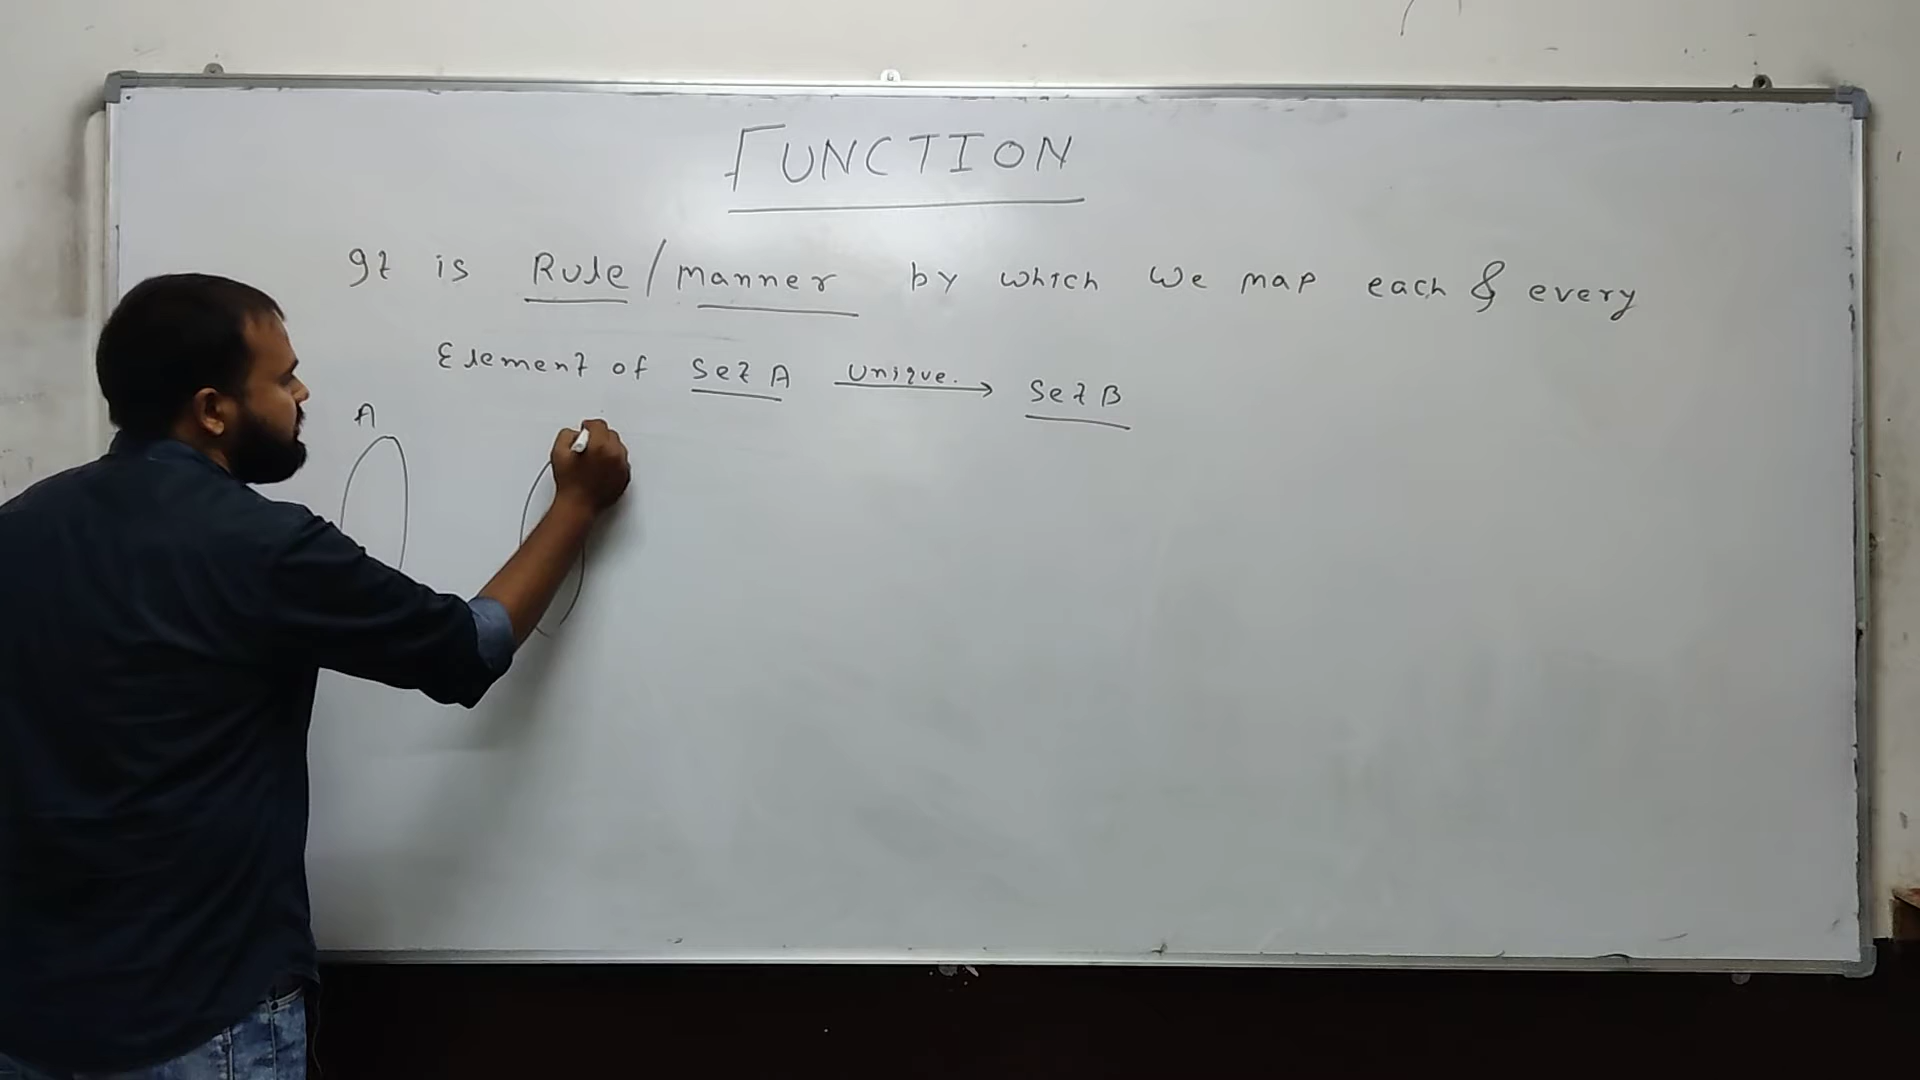 FUNCTION
It is Rule/manner by which We map each & every
Element of Set A unique. → Set B
A